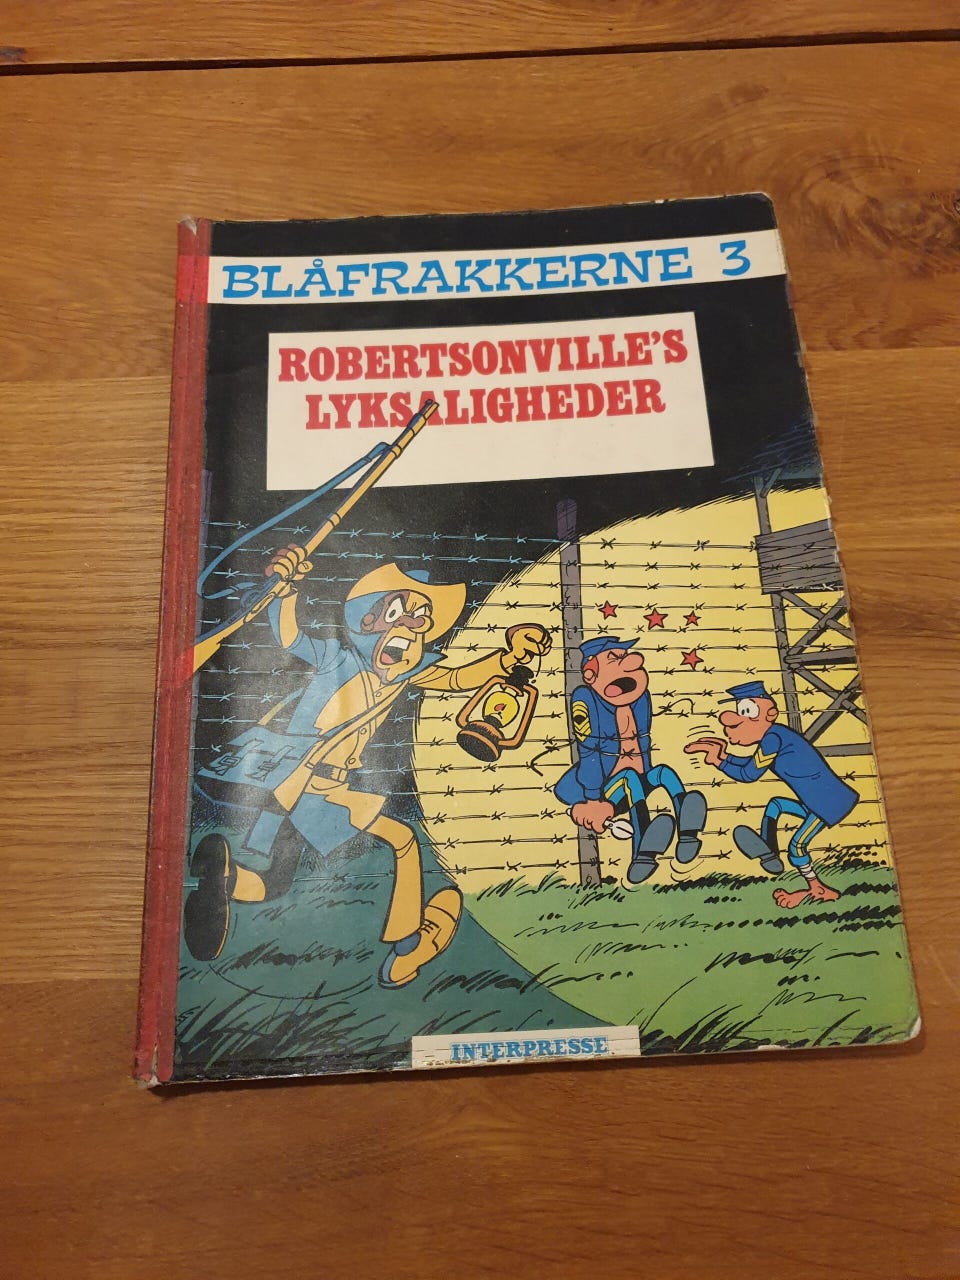 BLÅFRAKKERNE 3
ROBERTSONVILLE'S
LYKSALIGHEDER
INTERPRESSE